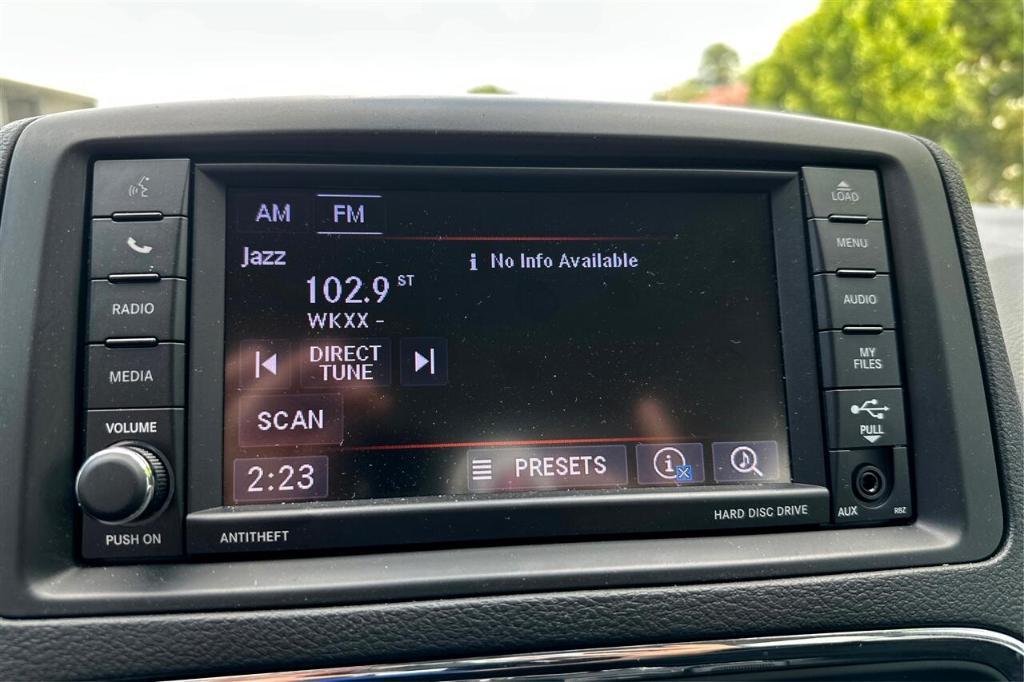 RADIO
MEDIA
VOLUME
PUSH ON
AM FM
Jazz
i No Info Available
102.9 ST
WKXX -
DIRECT
TUNE
SCAN
2:23
PRESETS
i
ANTITHEFT
HARD DISC DRIVE
LOAD
MENU
AUDIO
MY
FILES
PULL
AUX
RBZ